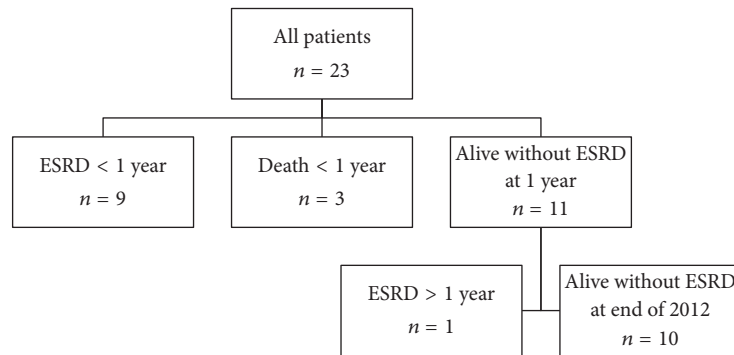 All patients
n = 23
ESRD < 1 year
n = 9
Death < 1 year
n = 3
Alive without ESRD
at 1 year
n = 11
ESRD > 1 year
n = 1
Alive without ESRD
at end of 2012
n = 10